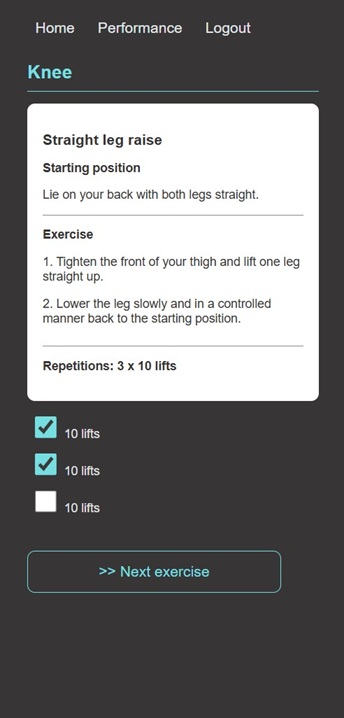 Home Performance Logout
Knee
Straight leg raise
Starting position
Lie on your back with both legs straight.
Exercise
1. Tighten the front of your thigh and lift one leg
straight up.
2. Lower the leg slowly and in a controlled
manner back to the starting position.
Repetitions: 3 x 10 lifts
10 lifts
10 lifts
10 lifts
>> Next exercise